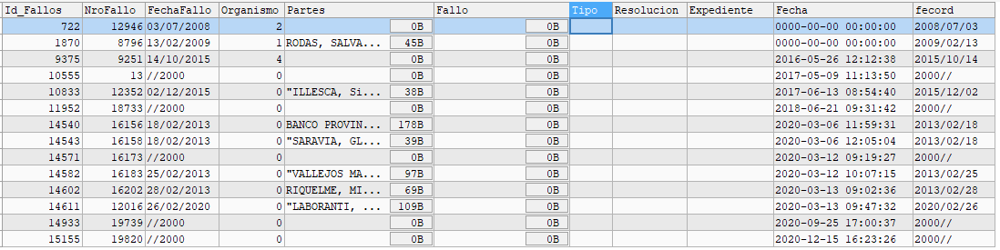 Id_Fallos NroFallo FechaFallo Organismo Partes Fallo Tipo Resolucion Expediente Fecha fecord
722 12946 03/07/2008 2 0B 0B 0000-00-00 00:00:00 2008/07/03
1870 8796 13/02/2009 1 RODAS, SALVA... 45B 0B 0000-00-00 00:00:00 2009/02/13
9375 9251 14/10/2015 4 0B 0B 2016-05-26 12:12:38 2015/10/14
10555 13 //2000 0 0B 0B 2017-05-09 11:13:50 2000//
10833 12352 02/12/2015 0 "ILLESCA, Si... 38B 0B 2017-06-13 08:54:40 2015/12/02
11952 18733 //2000 0 0B 0B 2018-06-21 09:31:42 2000//
14540 16156 18/02/2013 0 BANCO PROVIN... 178B 0B 2020-03-06 11:59:31 2013/02/18
14543 16158 18/02/2013 0 "SARAVIA, GL... 39B 0B 2020-03-06 12:05:04 2013/02/18
14571 16173 //2000 0 0B 0B 2020-03-12 09:19:27 2000//
14582 16183 25/02/2013 0 "VALLEJOS MA... 97B 0B 2020-03-12 10:07:15 2013/02/25
14602 16202 28/02/2013 0 RIQUELME, MI... 69B 0B 2020-03-13 09:02:36 2013/02/28
14611 12016 26/02/2020 0 "LABORANTI, ... 109B 0B 2020-03-13 09:47:32 2020/02/26
14933 19739 //2000 0 0B 0B 2020-09-25 17:00:37 2000//
15155 19820 //2000 0 0B 0B 2020-12-15 16:23:26 2000//